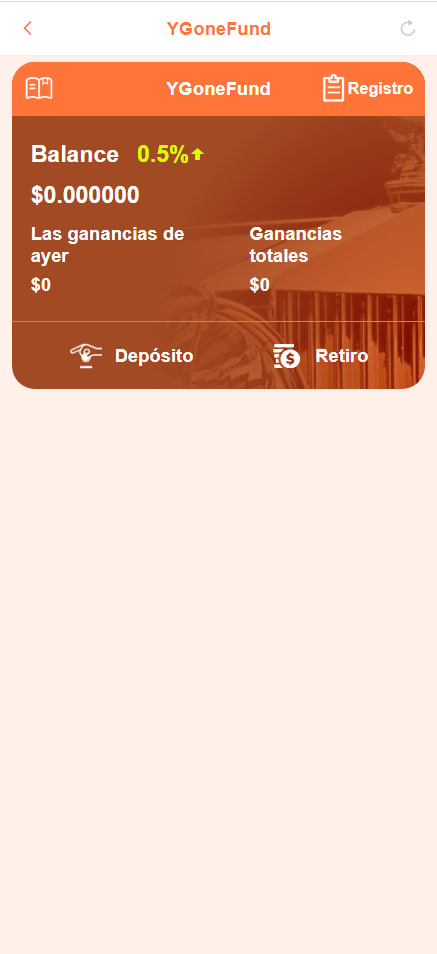 YGoneFund
YGoneFund
Registro
Balance 0.5%
$0.000000
Las ganancias de
ayer
$0
Ganancias
totales
$0
Depósito
Retiro